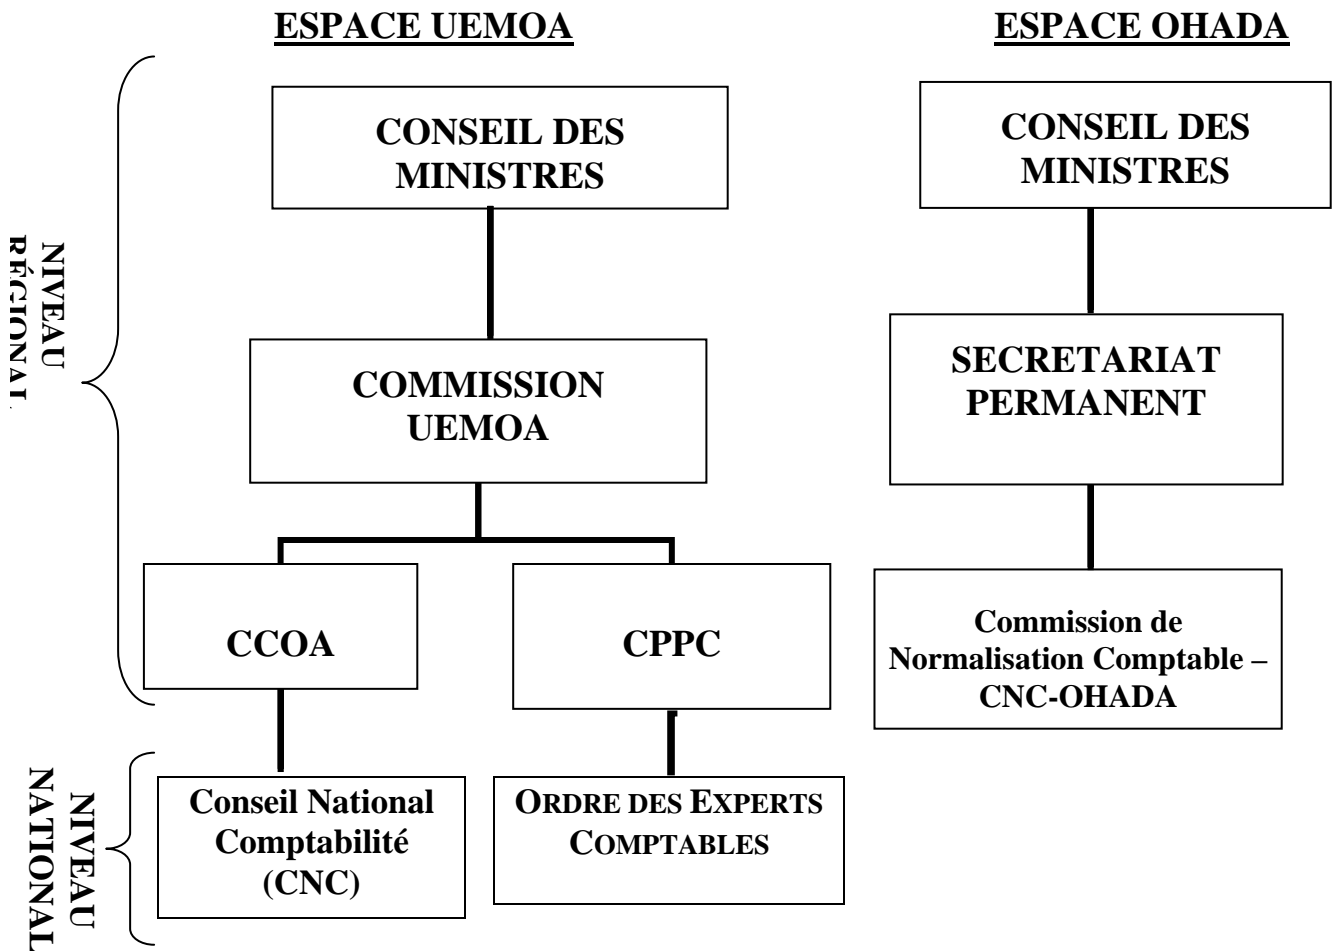 ESPACE UEMOA
ESPACE OHADA
CONSEIL DES
MINISTRES
CONSEIL DES
MINISTRES
NIVEAU
RÉGIONAL
COMMISSION
UEMOA
SECRETARIAT
PERMANENT
CCOA
CPPC
Commission de
Normalisation Comptable –
CNC-OHADA
NIVEAU
NATIONAL
Conseil National
Comptabilité
(CNC)
ORDRE DES EXPERTS
COMPTABLES